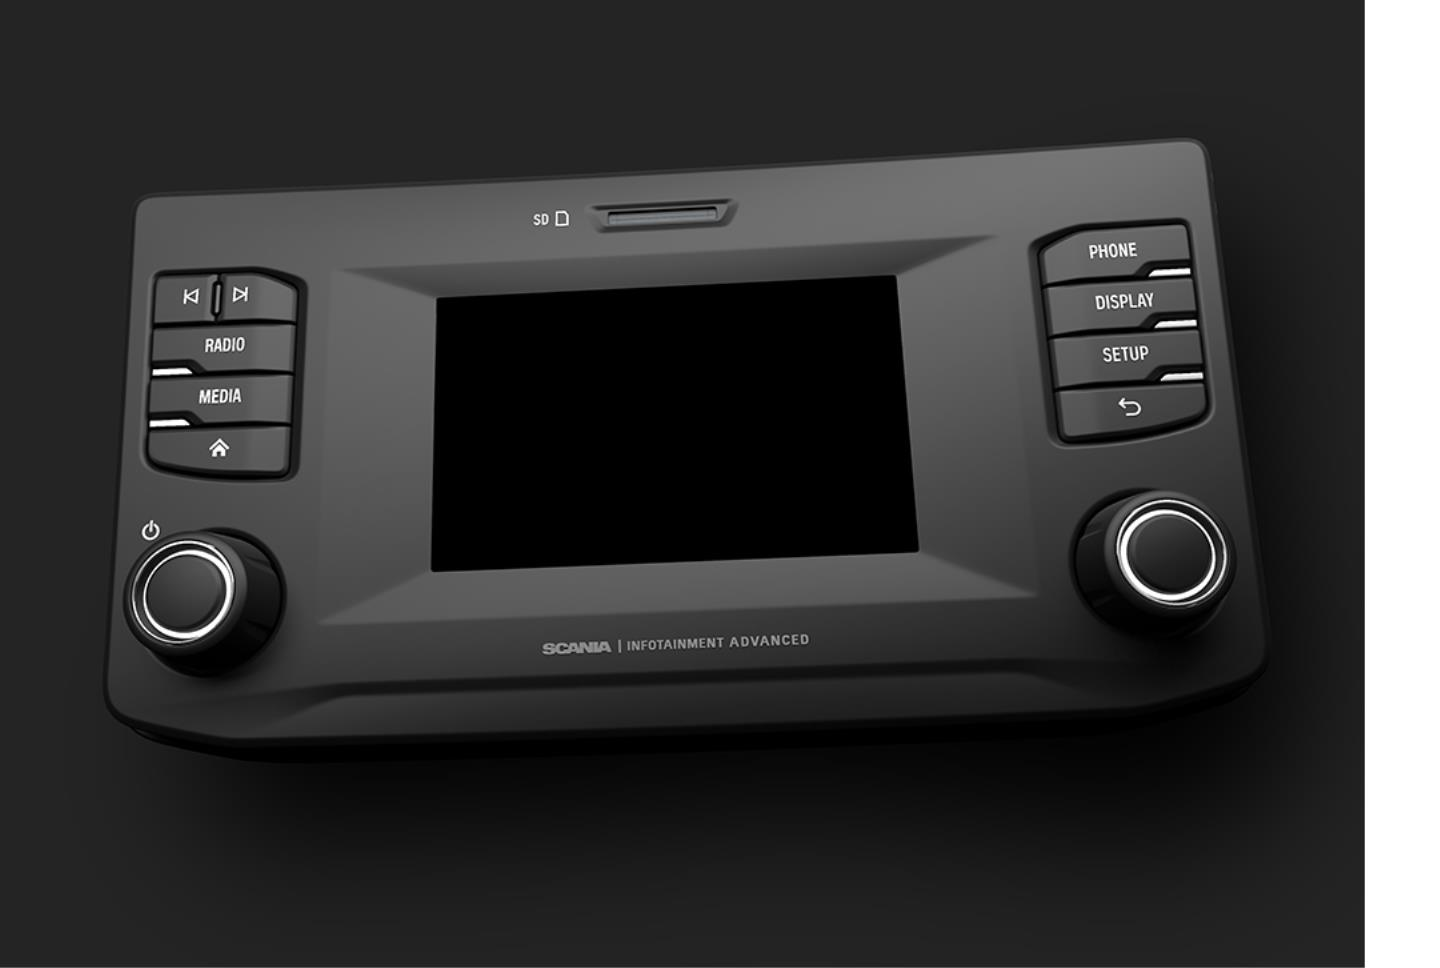 SD
PHONE
DISPLAY
SETUP
RADIO
MEDIA
SCANIA | INFOTAINMENT ADVANCED